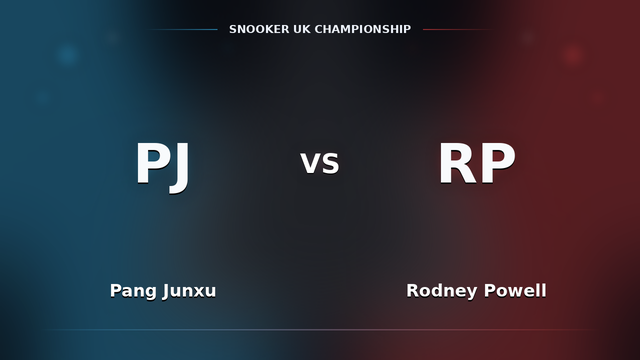 SNOOKER UK CHAMPIONSHIP
PJ
VS
RP
Pang Junxu
Rodney Powell